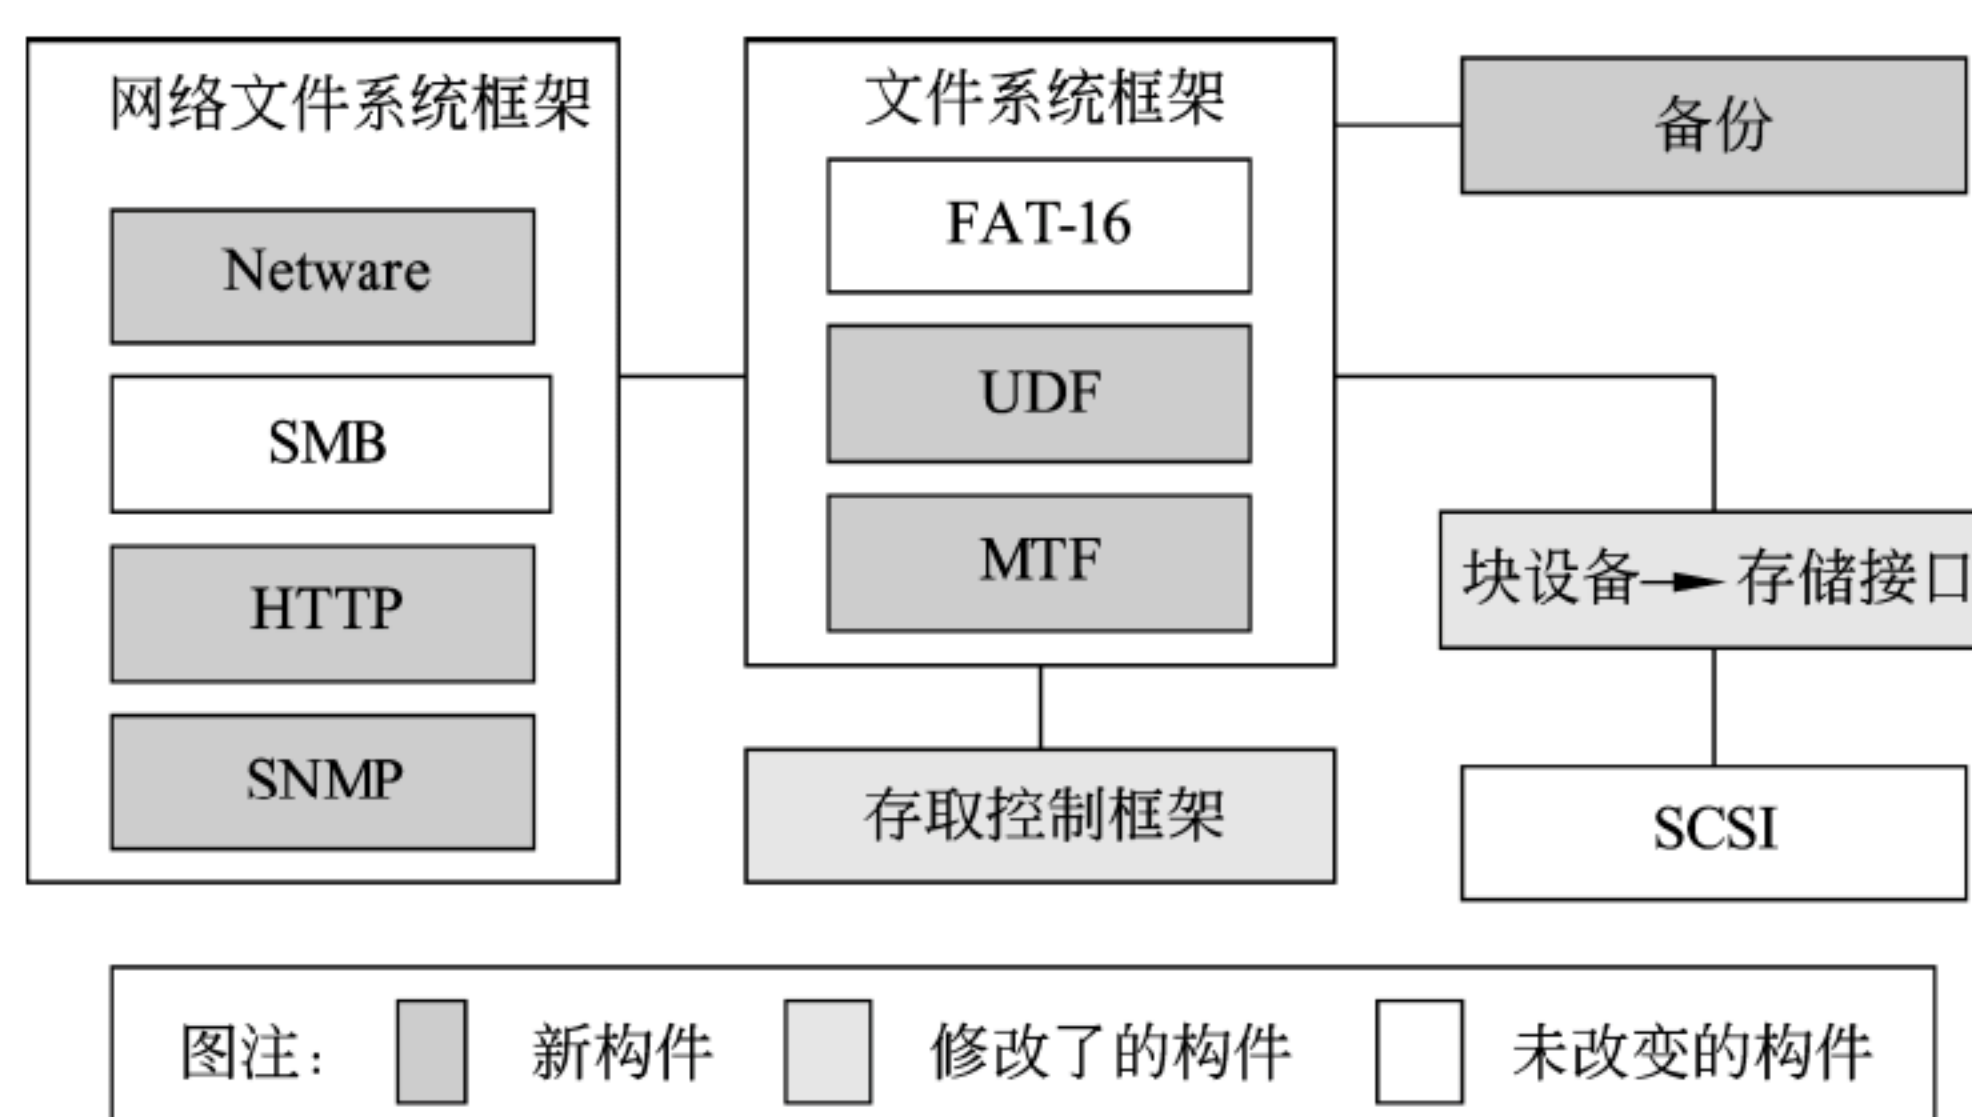 网络文件系统框架
Netware
SMB
HTTP
SNMP
文件系统框架
FAT-16
UDF
MTF
存取控制框架
备份
块设备 存储接口
SCSI
图注： 新构件 修改了的构件 未改变的构件